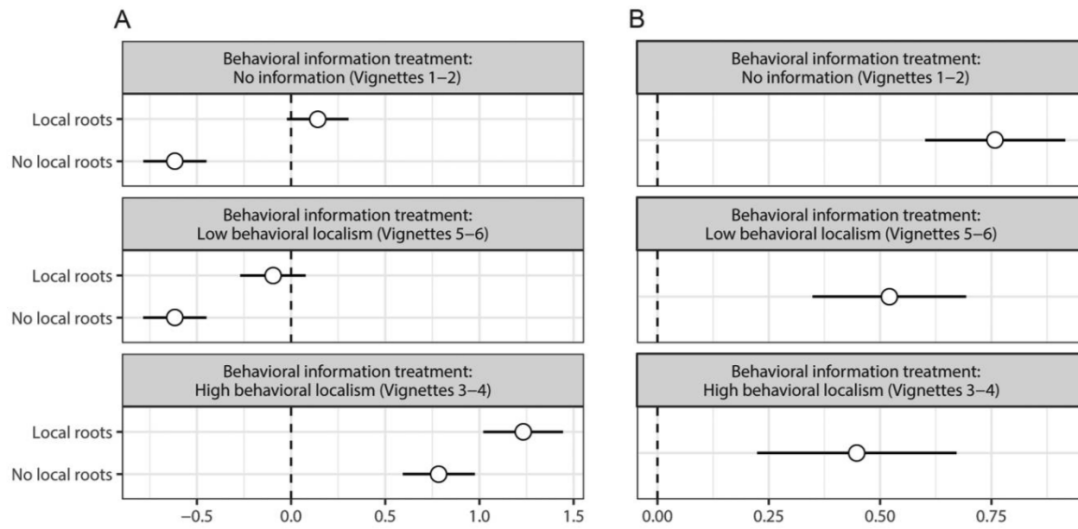 A
Behavioral information treatment:
No information (Vignettes 1–2)
Local roots
No local roots
Behavioral information treatment:
Low behavioral localism (Vignettes 5–6)
Local roots
No local roots
Behavioral information treatment:
High behavioral localism (Vignettes 3–4)
Local roots
No local roots
−0.5 0.0 0.5 1.0 1.5
B
Behavioral information treatment:
No information (Vignettes 1–2)
Behavioral information treatment:
Low behavioral localism (Vignettes 5–6)
Behavioral information treatment:
High behavioral localism (Vignettes 3–4)
0.00 0.25 0.50 0.75